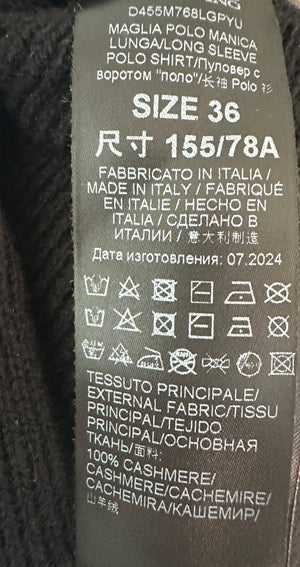 D455M768LGPYU
MAGLIA POLO MANICA
LUNGA/LONG SLEEVE
POLO SHIRT/Пуловер с
воротом "поло"/长袖 Polo 衫
SIZE 36
尺寸 155/78A
FABBRICATO IN ITALIA /
MADE IN ITALY / FABRIQUÉ
EN ITALIE / HECHO EN
ITALIA / СДЕЛАНО В
ИТАЛИИ / 意大利制造
Дата изготовления: 07.2024
TESSUTO PRINCIPALE/
EXTERNAL FABRIC/TISSU
PRINCIPAL/TEJIDO
PRINCIPAL/ОСНОВНАЯ
ТКАНЬ/面料:
100% CASHMERE/
CASHMERE/CACHEMIRE/
CACHEMIRA/КАШЕМИР/
山羊绒